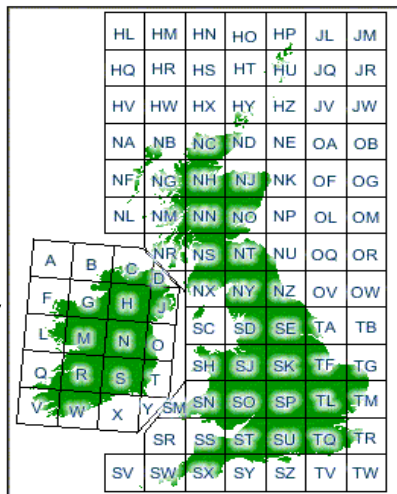 HL HM HN HO HP JL JM
HQ HR HS HT HU JQ JR
HV HW HX HY HZ JV JW
NA NB NC ND NE OA OB
NF NG NH NJ NK OF OG
NL NM NN NO NP OL OM
NR NS NT NU OQ OR
NX NY NZ OV OW
SC SD SE TA TB
SH SJ SK TF TG
SM SN SO SP TL TM
SR SS ST SU TQ TR
SV SW SX SY SZ TV TW
A B C D
F G H J
L M N O
Q R S T
V W X Y